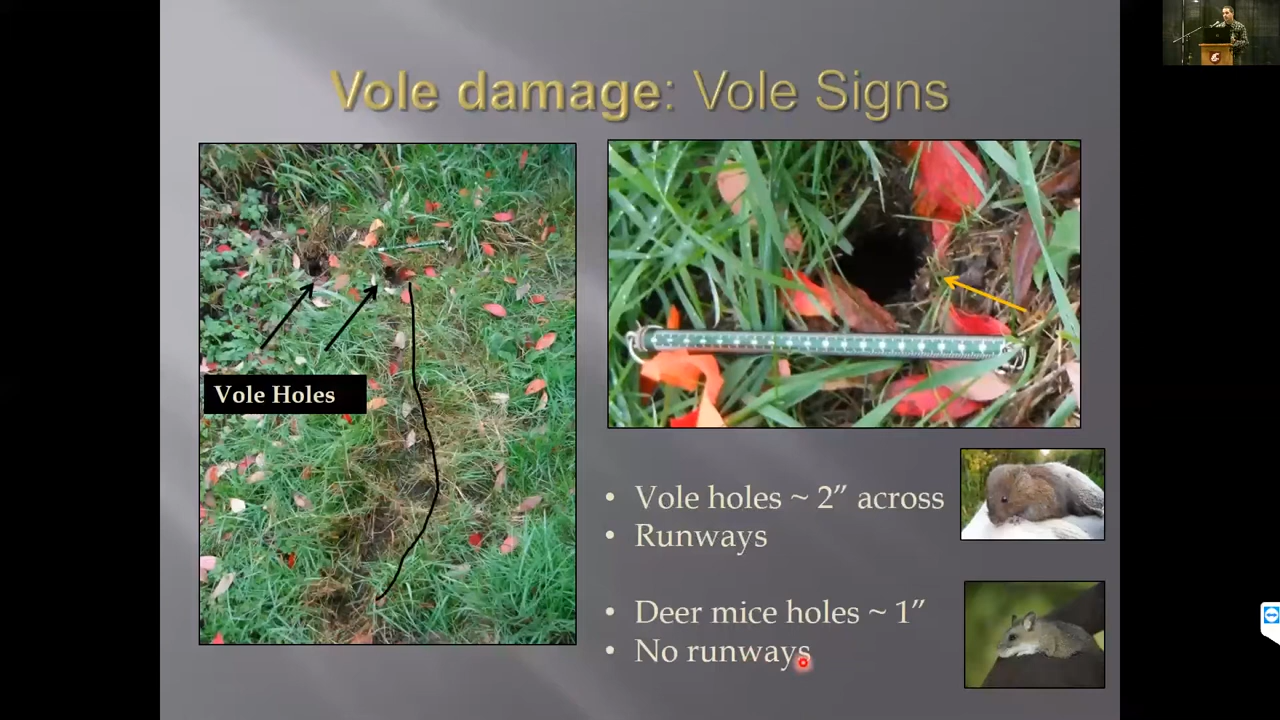 Vole damage: Vole Signs
Vole Holes
• Vole holes ~ 2” across
• Runways
• Deer mice holes ~ 1”
• No runways